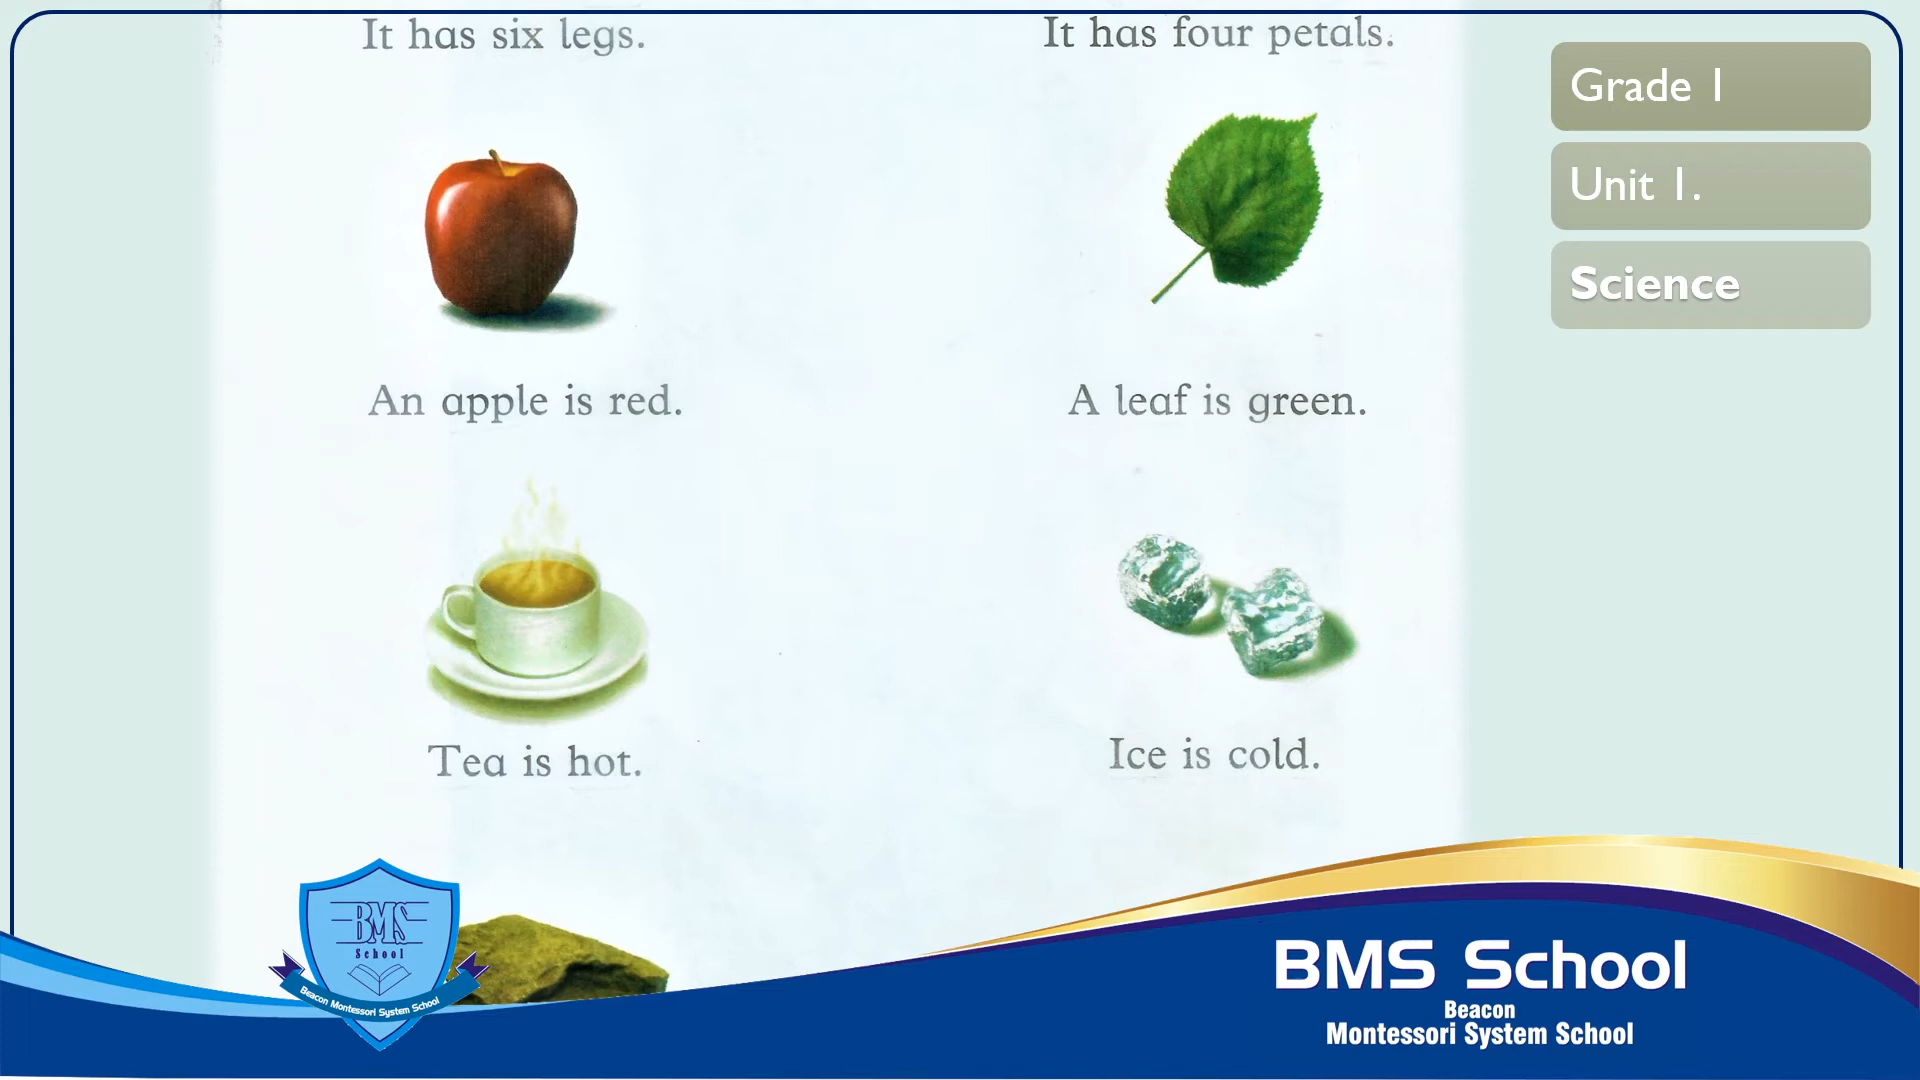 It has six legs.
It has four petals.
An apple is red.
A leaf is green.
Tea is hot.
Ice is cold.
Grade 1
Unit 1.
Science
BMS
School
Beacon Montessori System School
BMS School
Beacon
Montessori System School